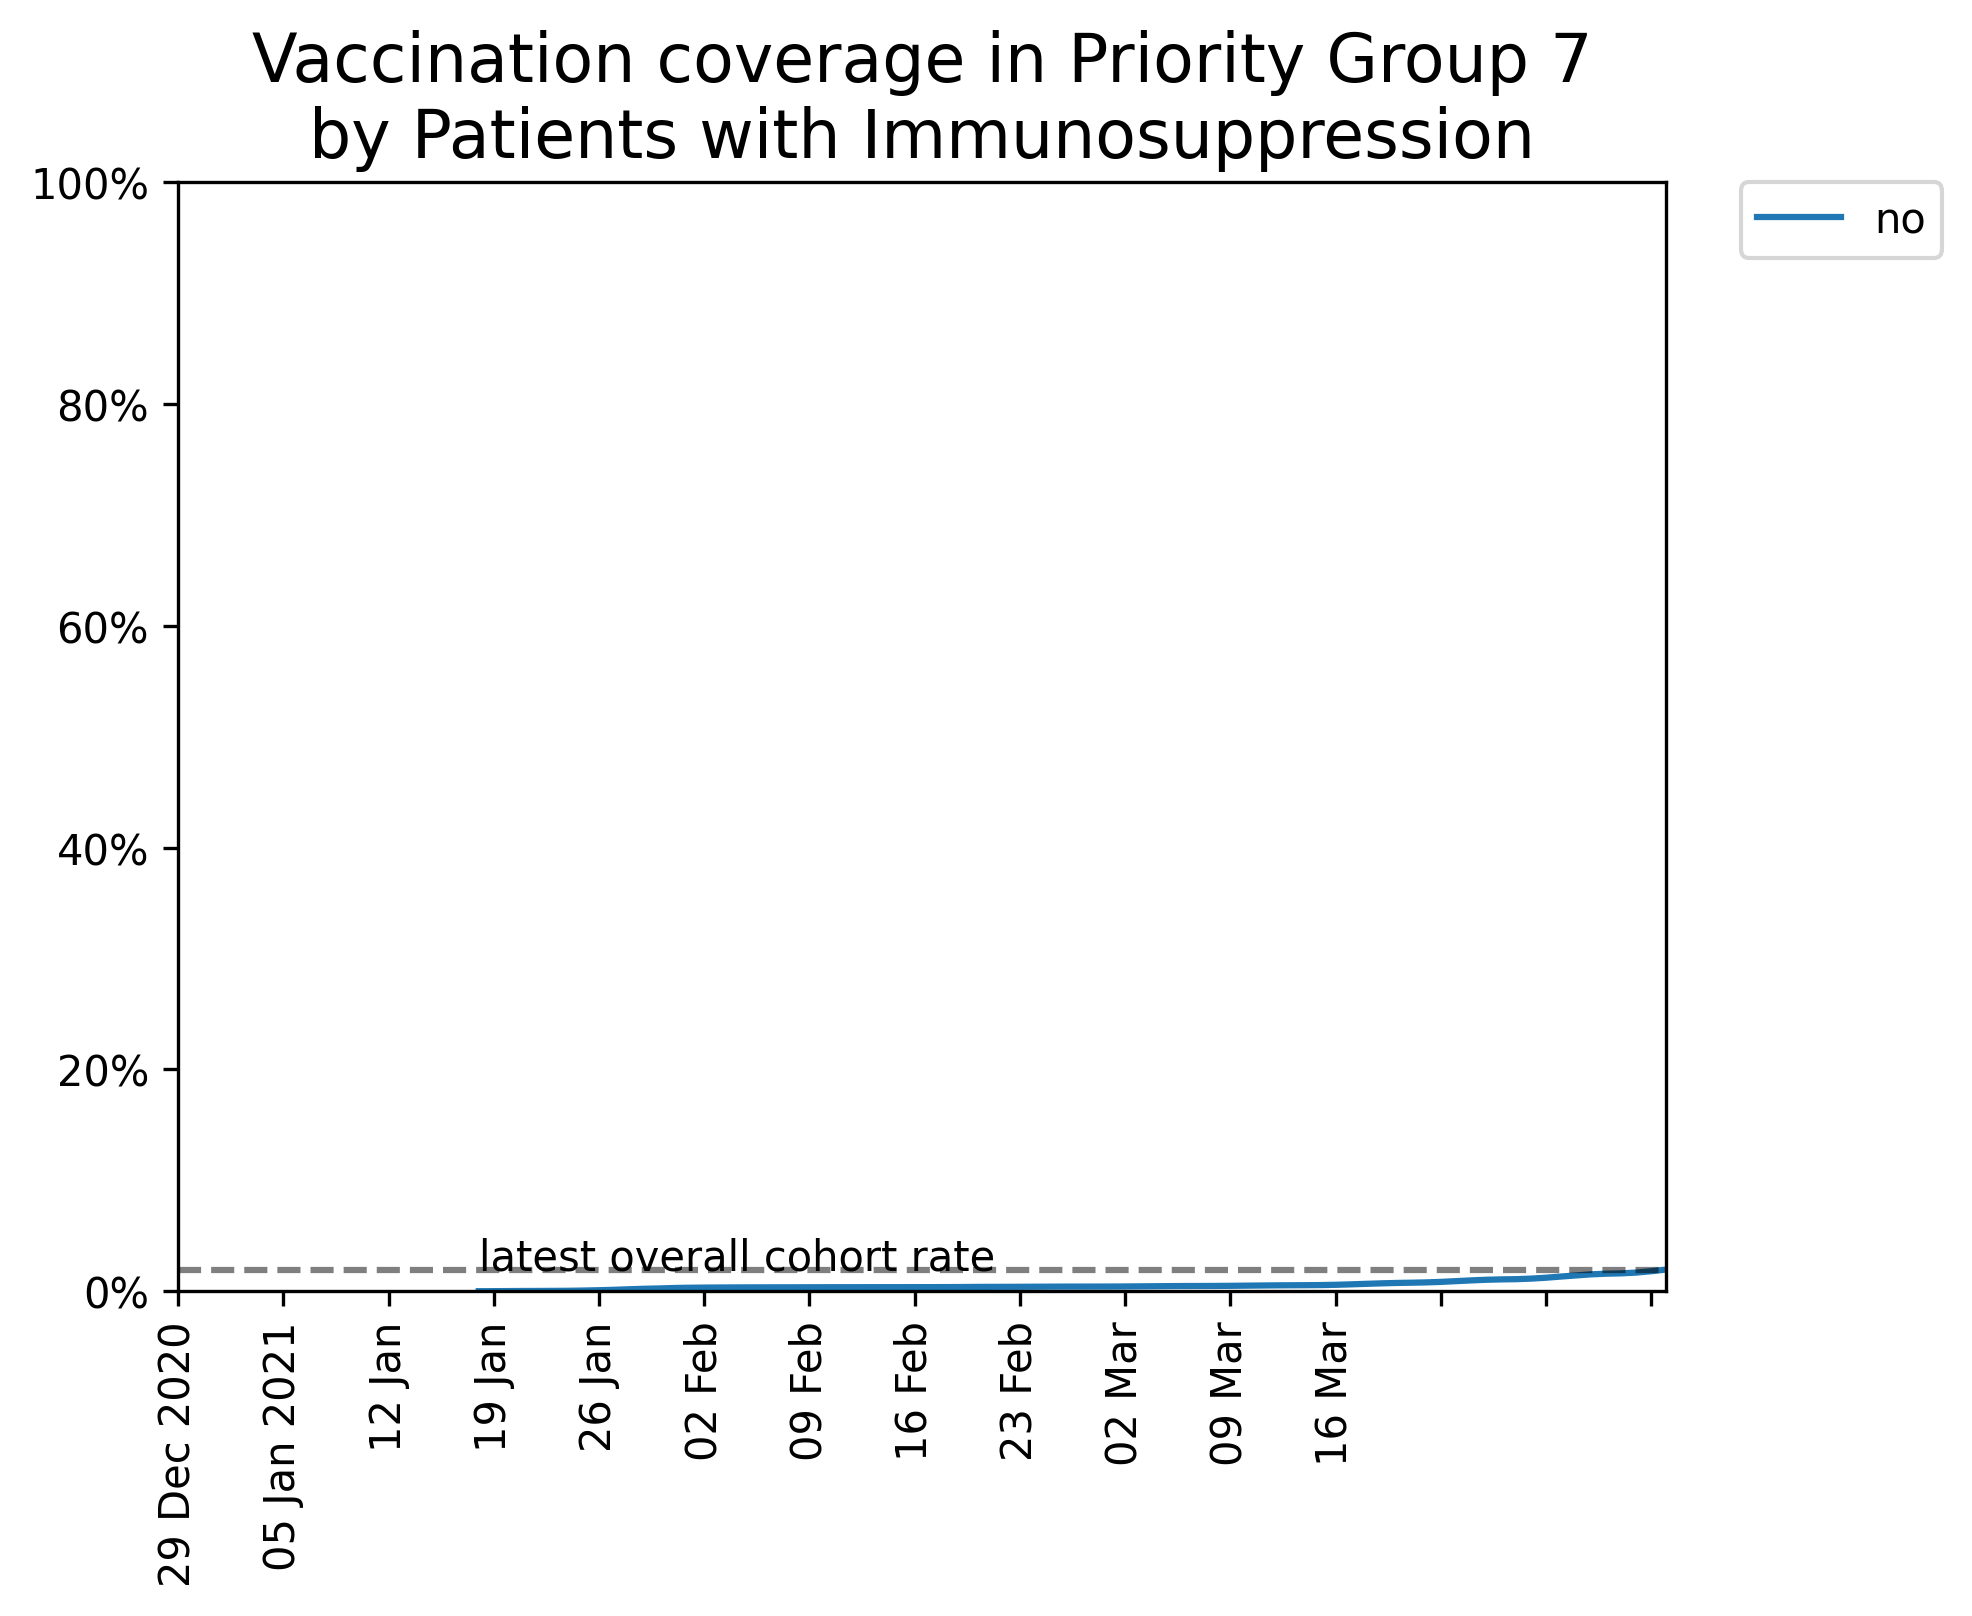 Vaccination coverage in Priority Group 7
by Patients with Immunosuppression
100%
80%
60%
40%
20%
0%
no
latest overall cohort rate
29 Dec 2020
05 Jan 2021
12 Jan
19 Jan
26 Jan
02 Feb
09 Feb
16 Feb
23 Feb
02 Mar
09 Mar
16 Mar